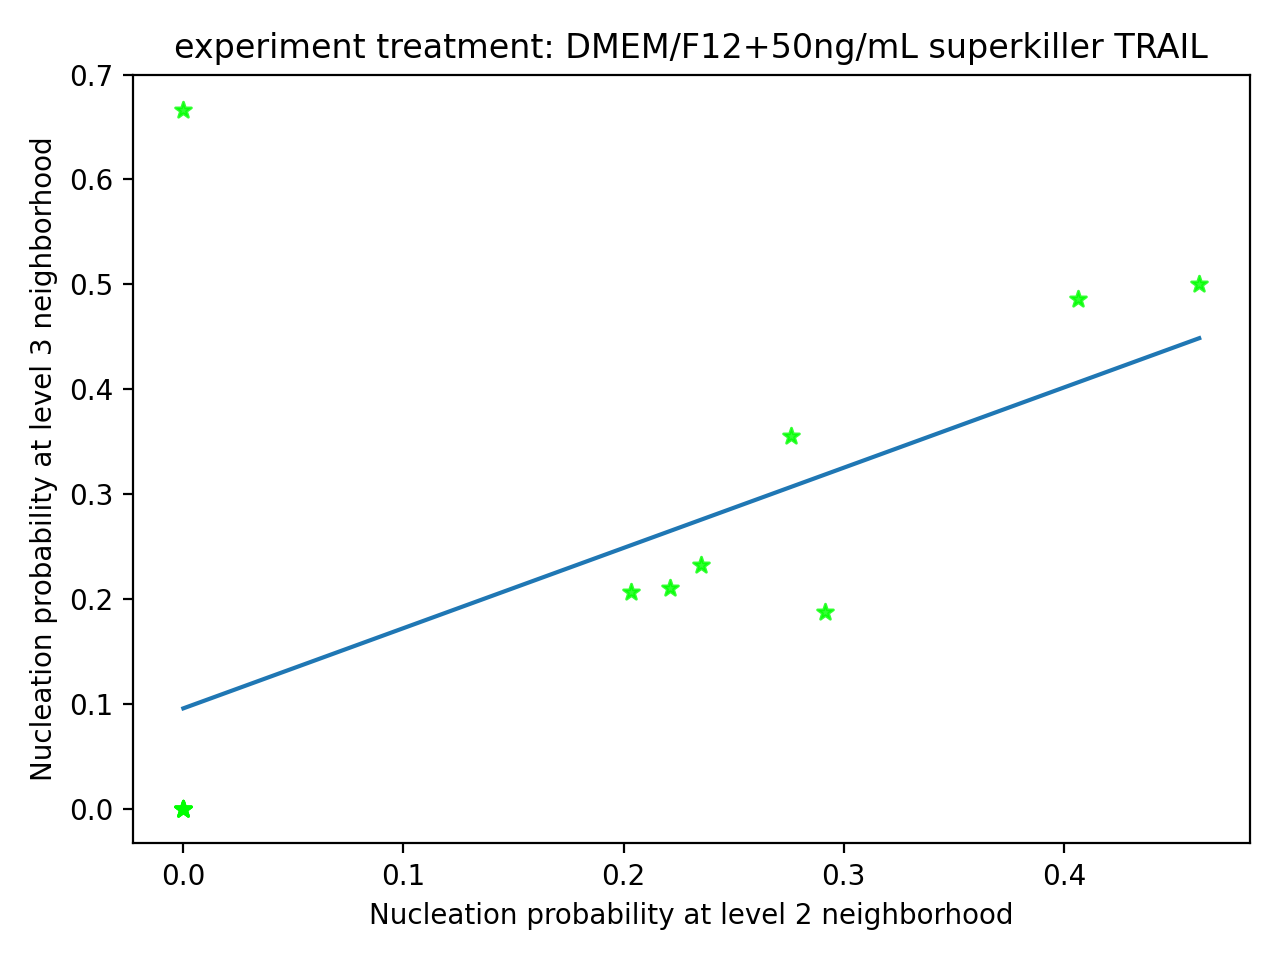 experiment treatment: DMEM/F12+50ng/mL superkiller TRAIL
0.7
0.6
0.5
0.4
0.3
0.2
0.1
0.0
Nucleation probability at level 3 neighborhood
0.0 0.1 0.2 0.3 0.4
Nucleation probability at level 2 neighborhood